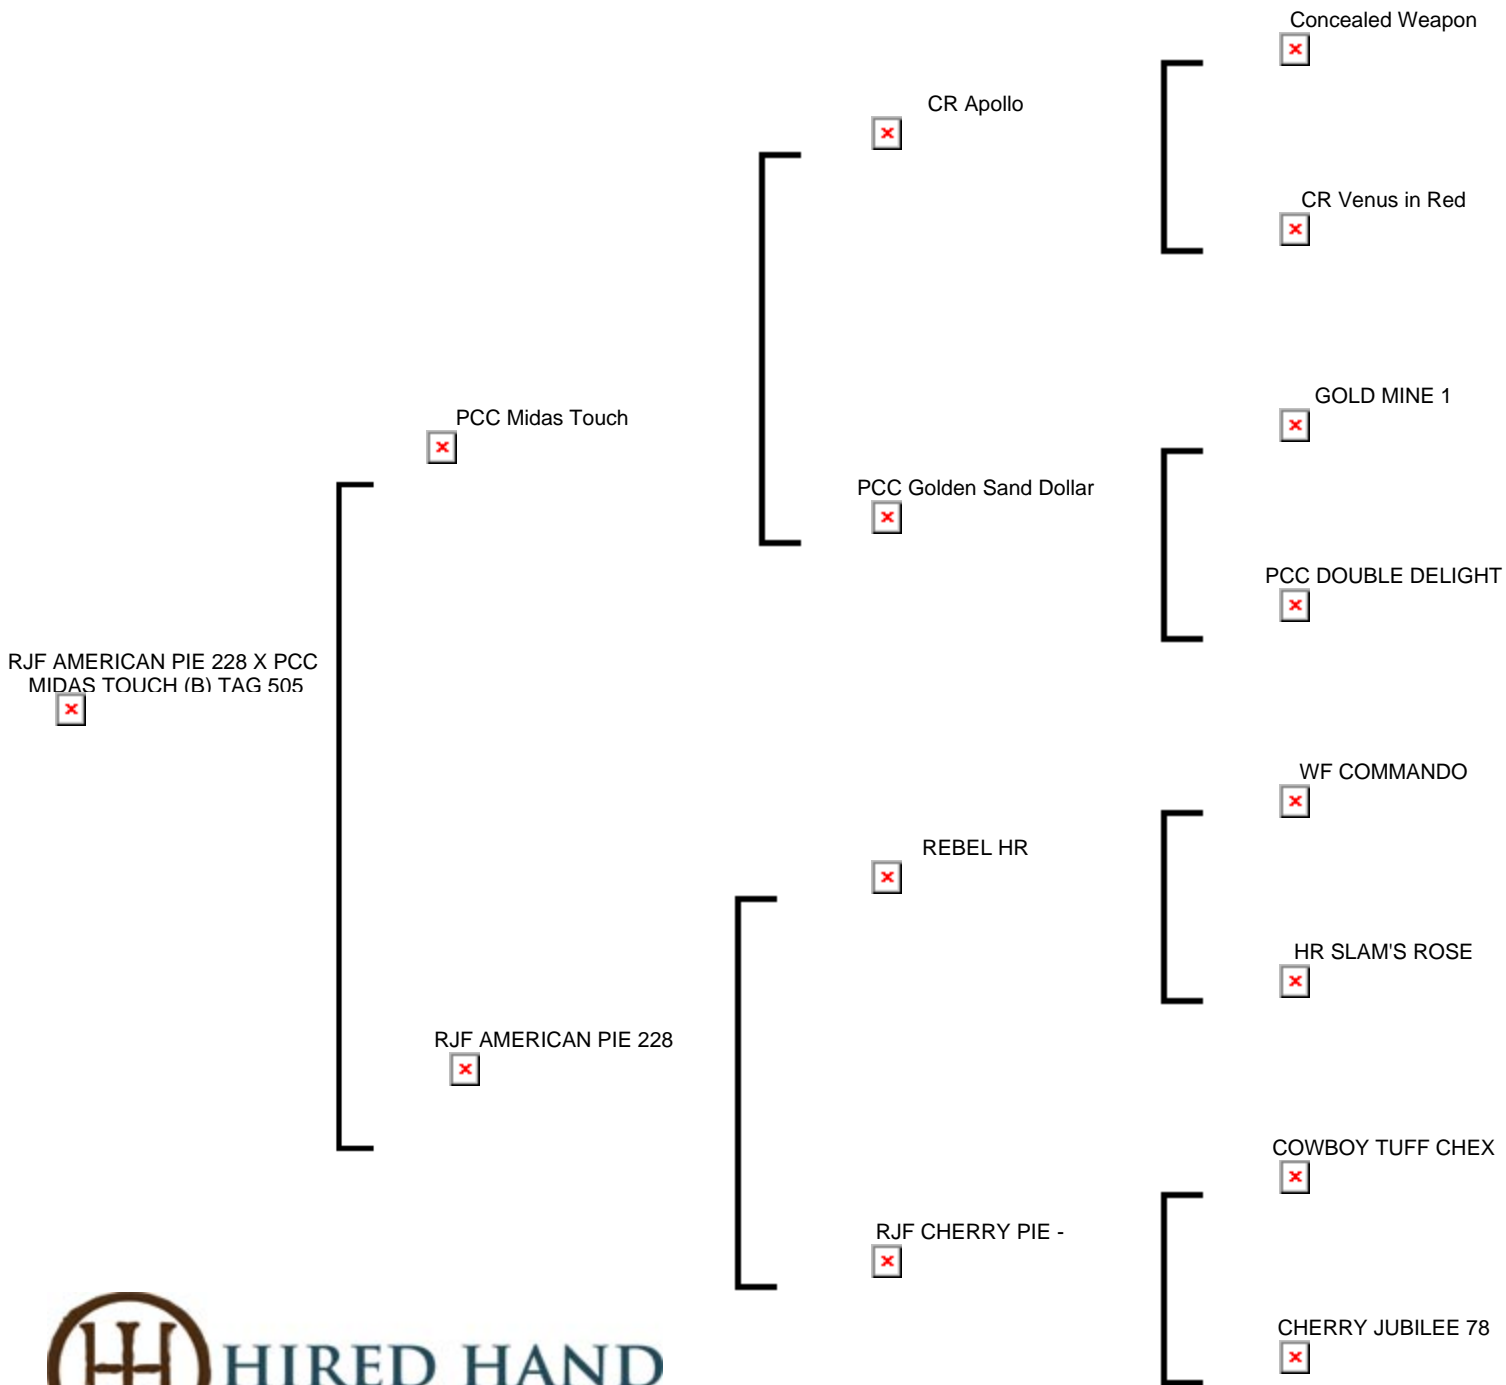 Concealed Weapon
CR Apollo
CR Venus in Red
GOLD MINE 1
PCC Midas Touch
PCC Golden Sand Dollar
PCC DOUBLE DELIGHT
RJF AMERICAN PIE 228 X PCC
MIDAS TOUCH (B) TAG 505
WF COMMANDO
REBEL HR
HR SLAM'S ROSE
RJF AMERICAN PIE 228
COWBOY TUFF CHEX
RJF CHERRY PIE -
CHERRY JUBILEE 78
HIRED HAND